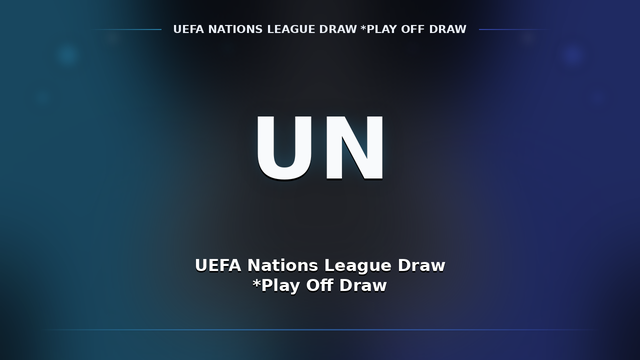 UEFA NATIONS LEAGUE DRAW *PLAY OFF DRAW
UN
UEFA Nations League Draw
*Play Off Draw